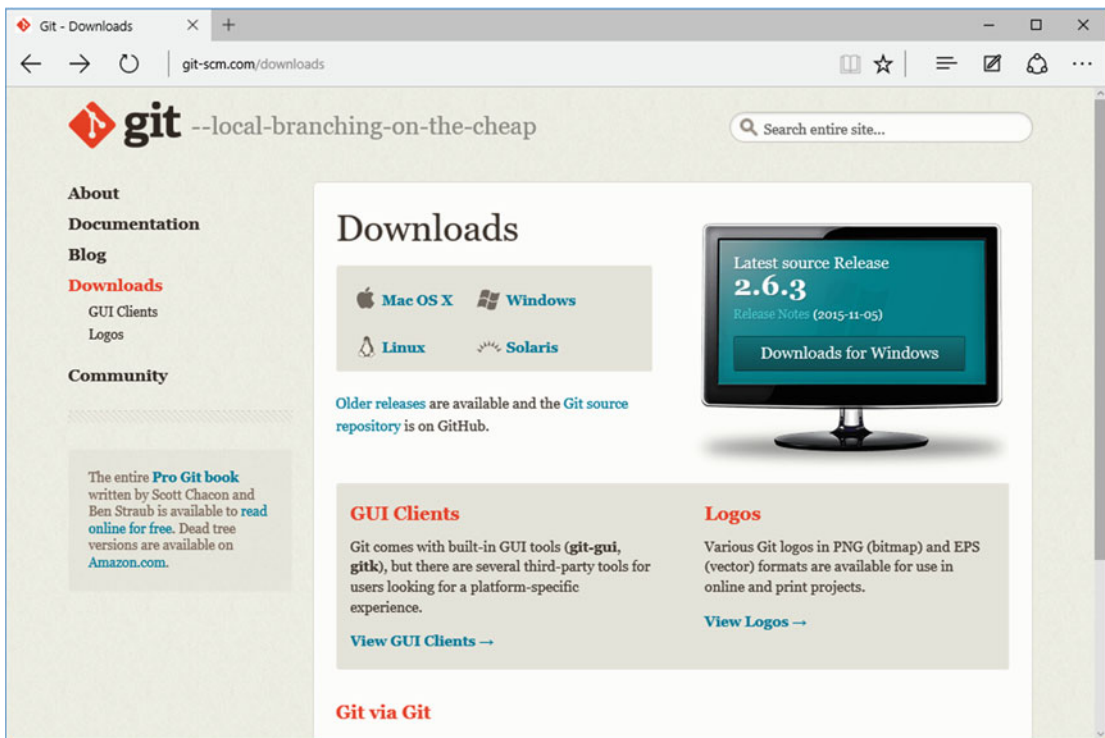 Git - Downloads
git-scm.com/downloads
git --local-branching-on-the-cheap
Search entire site...
About
Documentation
Blog
Downloads
GUI Clients
Logos
Community
The entire Pro Git book
written by Scott Chacon and
Ben Straub is available to read
online for free. Dead tree
versions are available on
Amazon.com.
Downloads
Mac OS X
Windows
Linux
Solaris
Older releases are available and the Git source
repository is on GitHub.
Latest source Release
2.6.3
Release Notes (2015-11-05)
Downloads for Windows
GUI Clients
Git comes with built-in GUI tools (git-gui,
gitk), but there are several third-party tools for
users looking for a platform-specific
experience.
View GUI Clients →
Logos
Various Git logos in PNG (bitmap) and EPS
(vector) formats are available for use in
online and print projects.
View Logos →
Git via Git